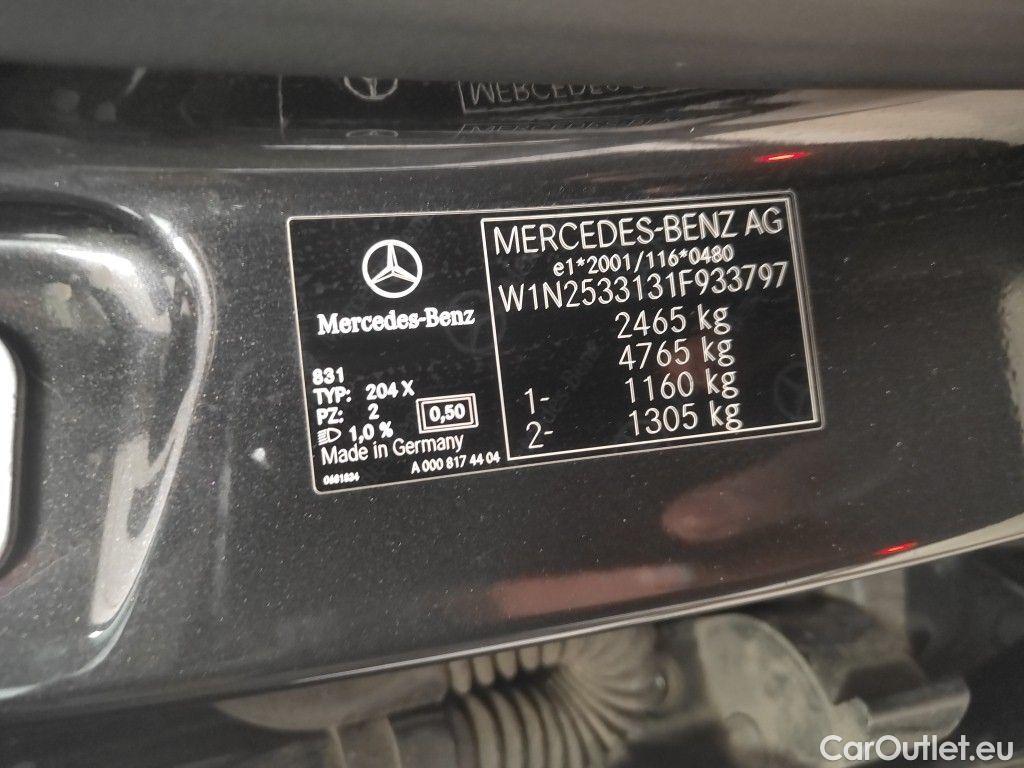 Mercedes-Benz
831
TYP: 204 X
PZ: 2
1,0 %
0,50
Made in Germany
0681824
A 000 817 44 04
MERCEDES-BENZ AG
e1*2001/116*0480
W1N2533131F933797
2465 kg
4765 kg
1- 1160 kg
2- 1305 kg
CarOutlet.eu